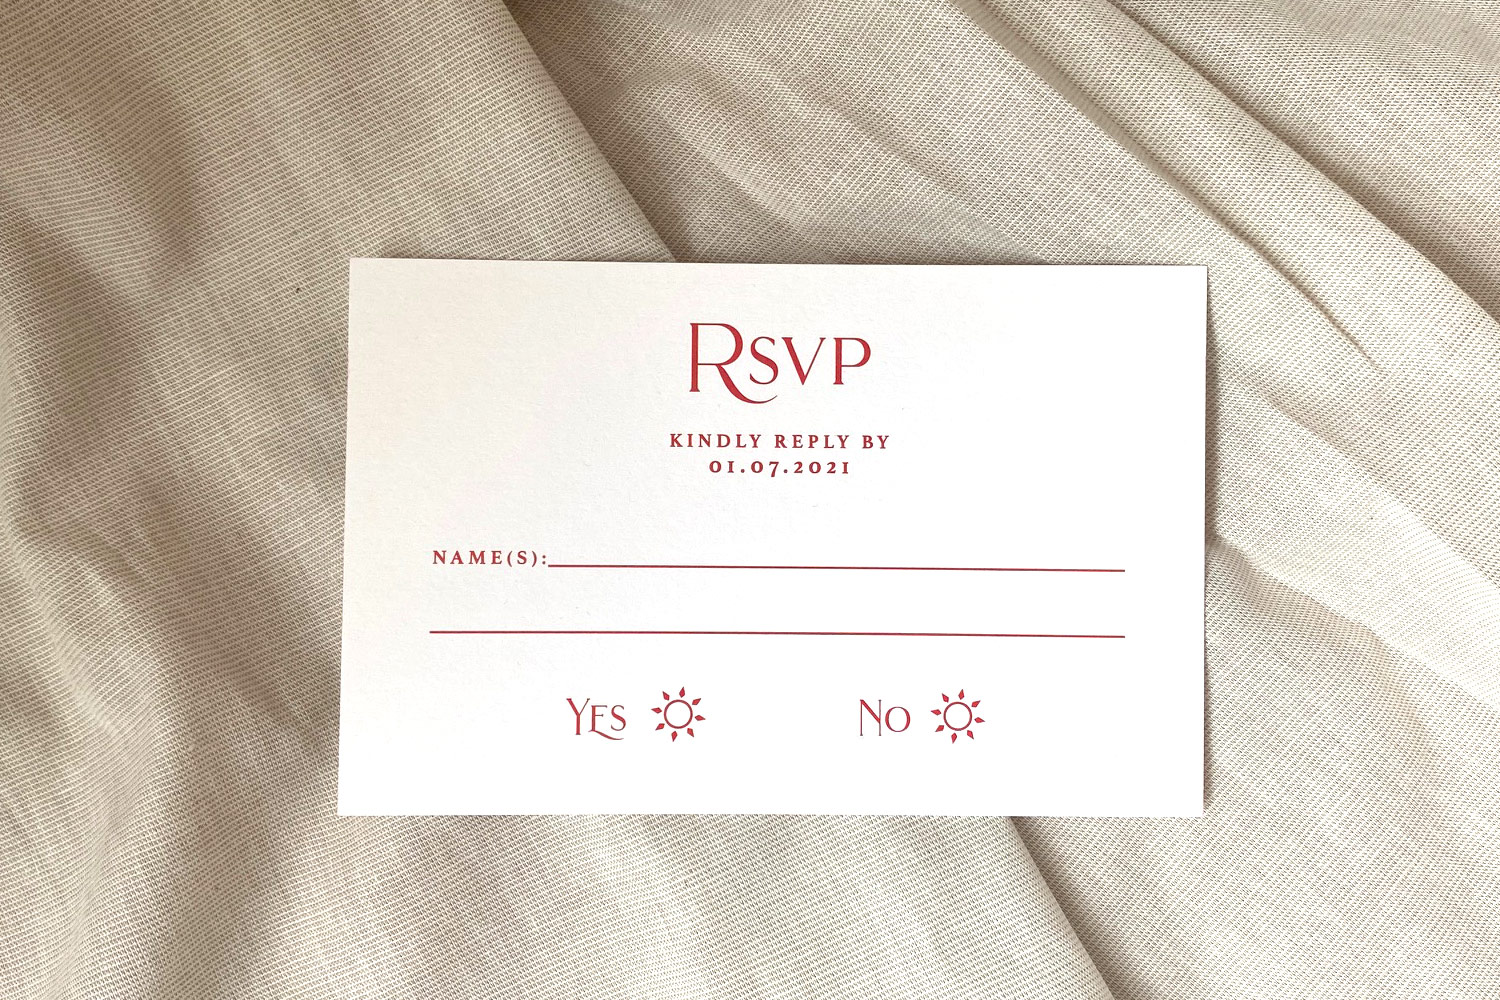 RSVP
KINDLY REPLY BY
01.07.2021
NAME(S):
YES NO